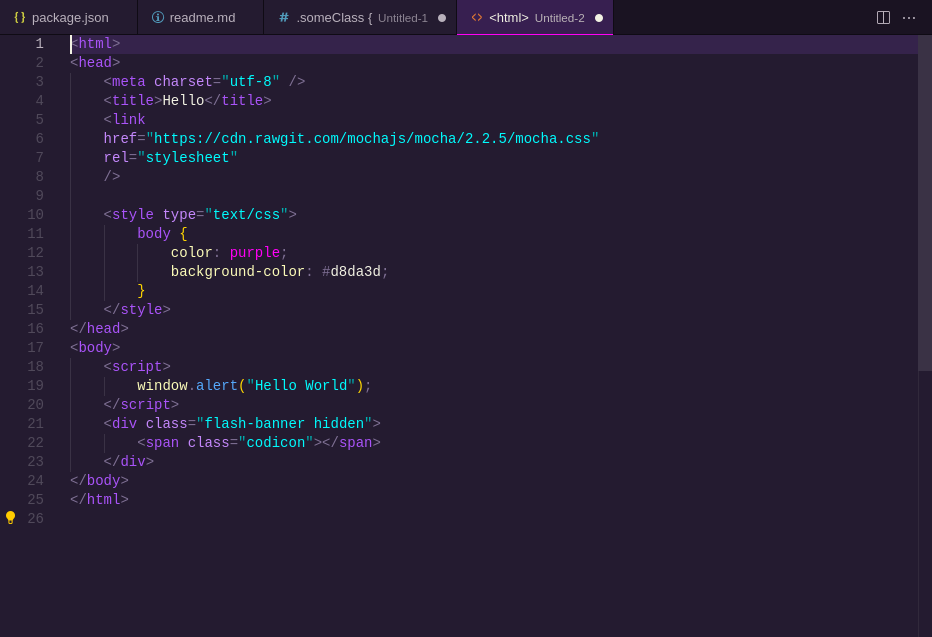 {} package.json readme.md # .someClass { Untitled-1 <> <html> Untitled-2 ...
1 <html>
2 <head>
3     <meta charset="utf-8" />
4     <title>Hello</title>
5     <link
6     href="https://cdn.rawgit.com/mochajs/mocha/2.2.5/mocha.css"
7     rel="stylesheet"
8     />
9
10     <style type="text/css">
11         body {
12             color: purple;
13             background-color: #d8da3d;
14         }
15     </style>
16 </head>
17 <body>
18     <script>
19         window.alert("Hello World");
20     </script>
21     <div class="flash-banner hidden">
22         <span class="codicon"></span>
23     </div>
24 </body>
25 </html>
26